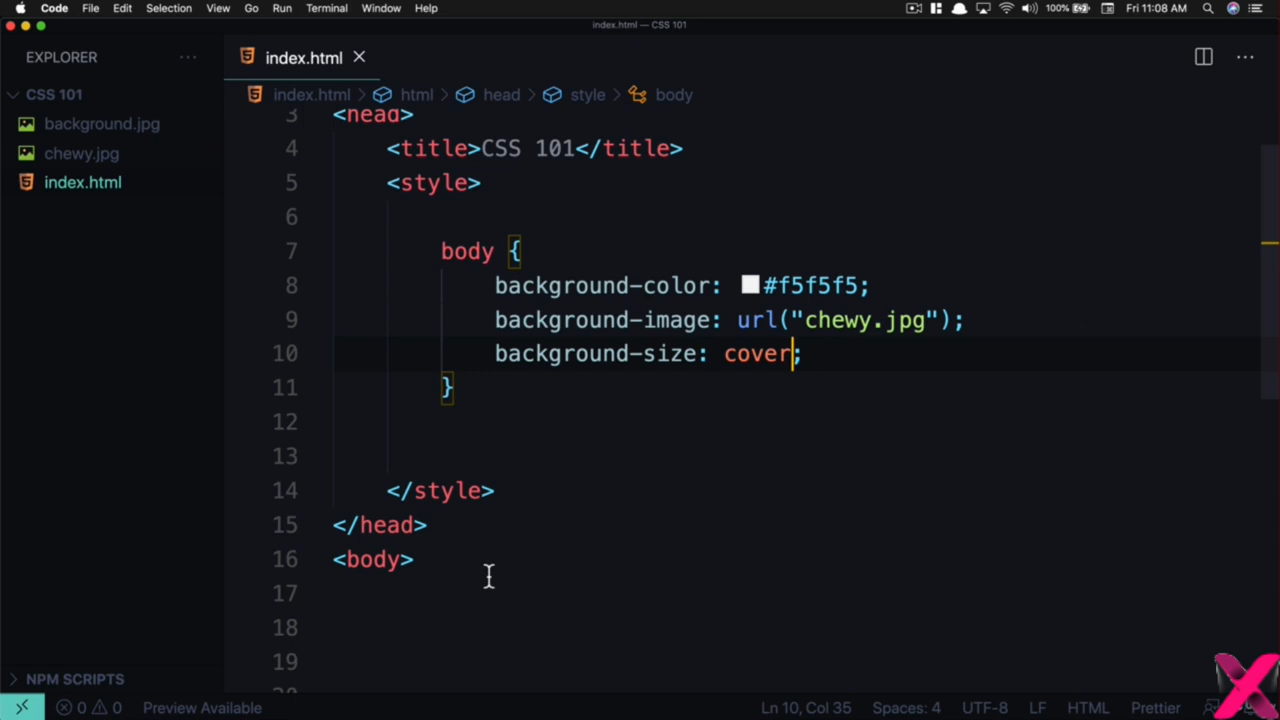 Code File Edit Selection View Go Run Terminal Window Help 100% Fri 11:08 AM
index.html — CSS 101
EXPLORER
index.html
CSS 101
index.html > html > head > style > body
background.jpg
chewy.jpg
index.html
3 <head>
4 <title>CSS 101</title>
5 <style>
6
7 body {
8 background-color: #f5f5f5;
9 background-image: url("chewy.jpg");
10 background-size: cover;
11 }
12
13
14 </style>
15 </head>
16 <body>
17
18
19
20
NPM SCRIPTS
0 0 Preview Available Ln 10, Col 35 Spaces: 4 UTF-8 LF HTML Prettier
X